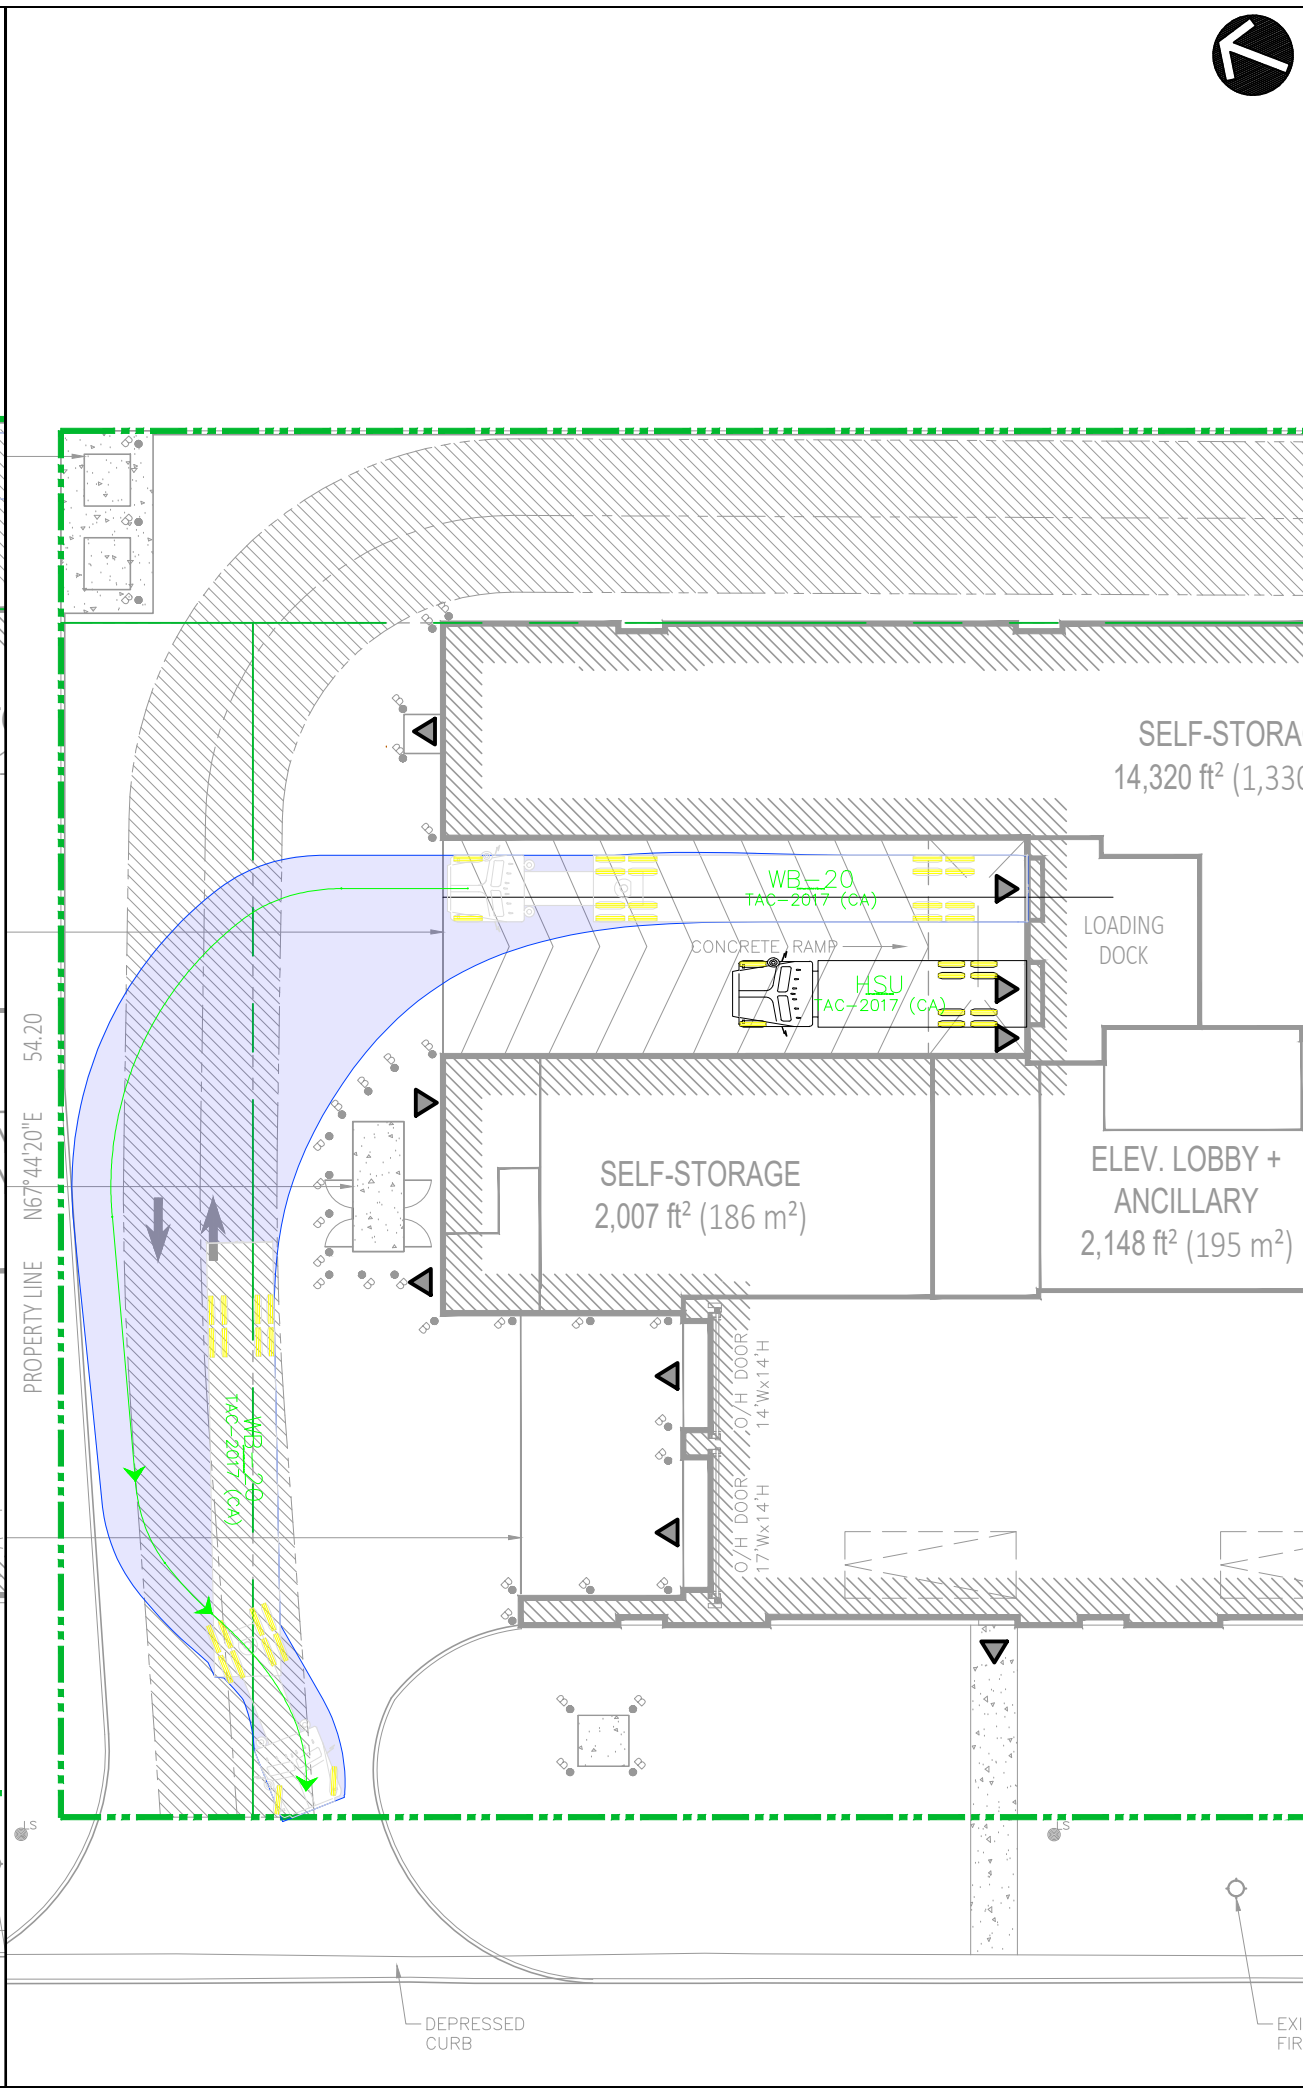 SELF-STORA
14,320 ft² (1,330
WB-20
TAC-2017 (CA)
LOADING
DOCK
CONCRETE RAMP
HSU
TAC-2017 (CA)
PROPERTY LINE N67°44'20"E 54.20
SELF-STORAGE
2,007 ft² (186 m²)
ELEV. LOBBY +
ANCILLARY
2,148 ft² (195 m²)
O/H DOOR
14'Wx14'H
WB-20
TAC-2017 (CA)
O/H DOOR
17'Wx14'H
LS
LS
DEPRESSED
CURB
EXI
FIR